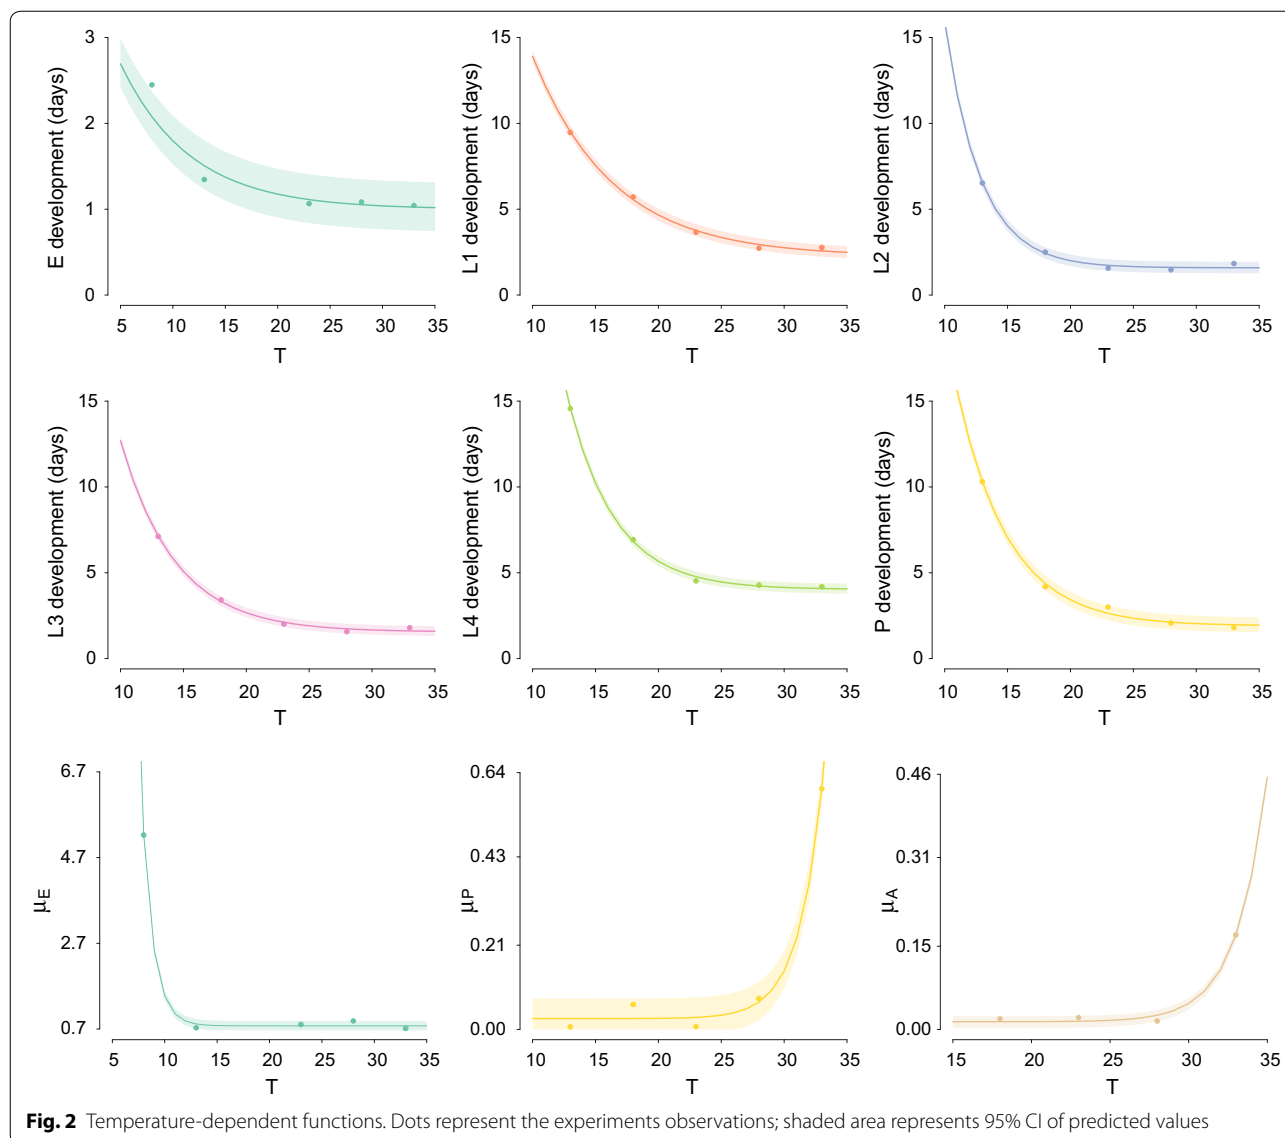 E development (days)
3
2
1
0
5 10 15 20 25 30 35
T
L1 development (days)
15
10
5
0
10 15 20 25 30 35
T
L2 development (days)
15
10
5
0
10 15 20 25 30 35
T
L3 development (days)
15
10
5
0
10 15 20 25 30 35
T
L4 development (days)
15
10
5
0
10 15 20 25 30 35
T
P development (days)
15
10
5
0
10 15 20 25 30 35
T
μE
6.7
4.7
2.7
0.7
5 10 15 20 25 30 35
T
μP
0.64
0.43
0.21
0.00
10 15 20 25 30 35
T
μA
0.46
0.31
0.15
0.00
15 20 25 30 35
T
Fig. 2 Temperature-dependent functions. Dots represent the experiments observations; shaded area represents 95% CI of predicted values